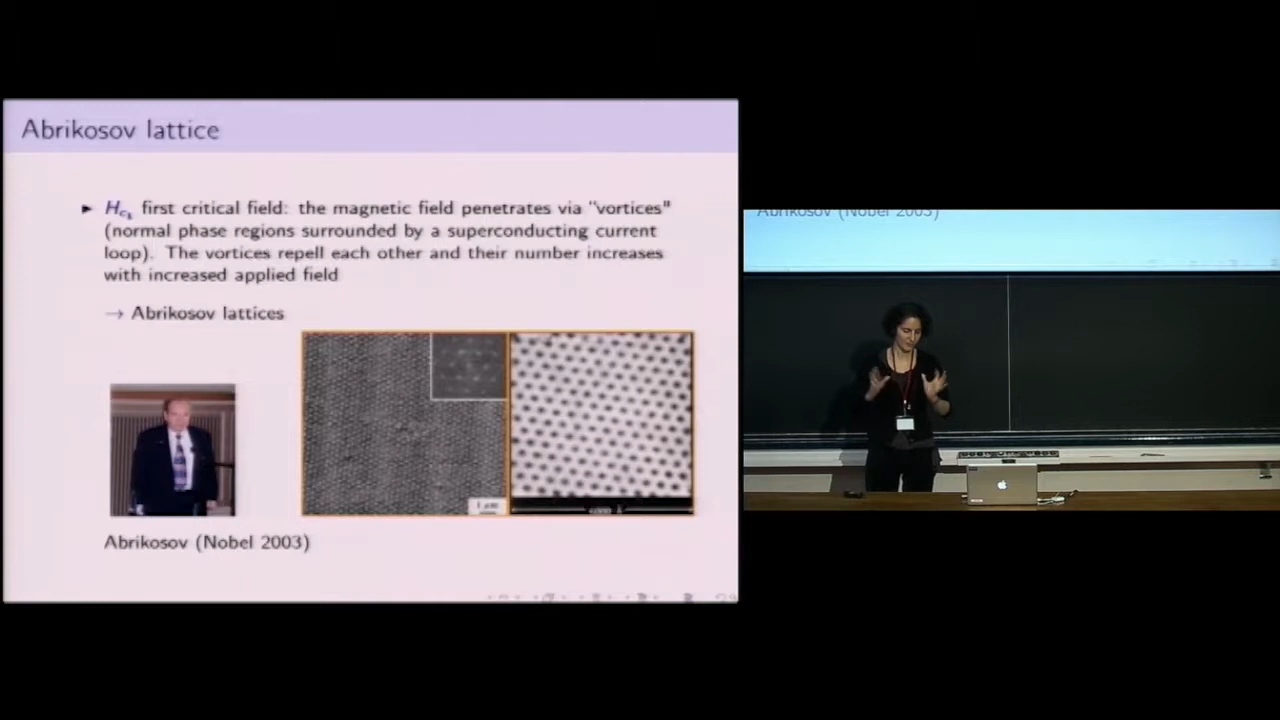 Abrikosov lattice
► H_{c_1} first critical field: the magnetic field penetrates via "vortices"
(normal phase regions surrounded by a superconducting current
loop). The vortices repell each other and their number increases
with increased applied field
→ Abrikosov lattices
Abrikosov (Nobel 2003)
Abrikosov (Nobel 2003)